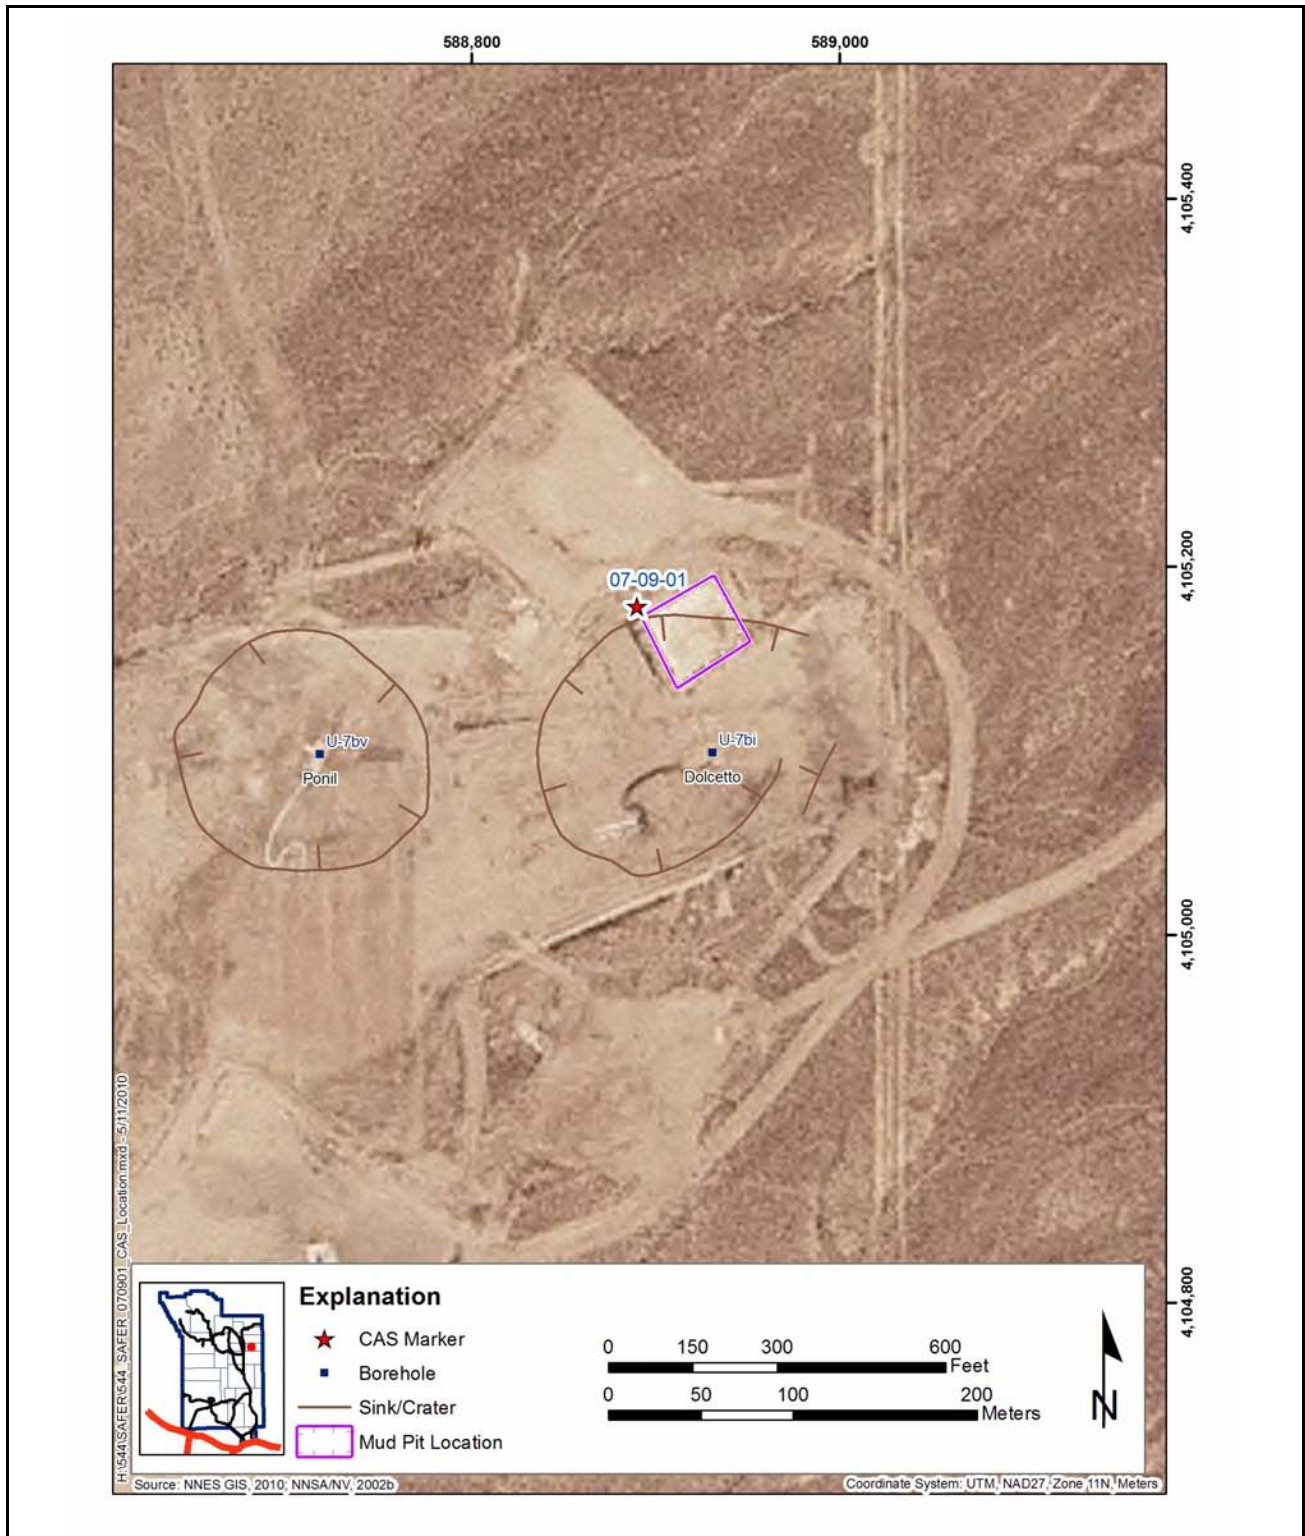 588,800
589,000
4,105,400
4,105,200
07-09-01
U-7bv
Ponil
U-7bi
Dolcetto
4,105,000
4,104,800
H:\544\SAFER\544_SAFER_070901_CAS_Location.mxd - 5/11/2010
Explanation
CAS Marker
Borehole
Sink/Crater
Mud Pit Location
0 150 300 600
Feet
0 50 100 200
Meters
N
Source: NNES GIS, 2010; NNSA/NV, 2002b
Coordinate System: UTM, NAD27, Zone 11N, Meters